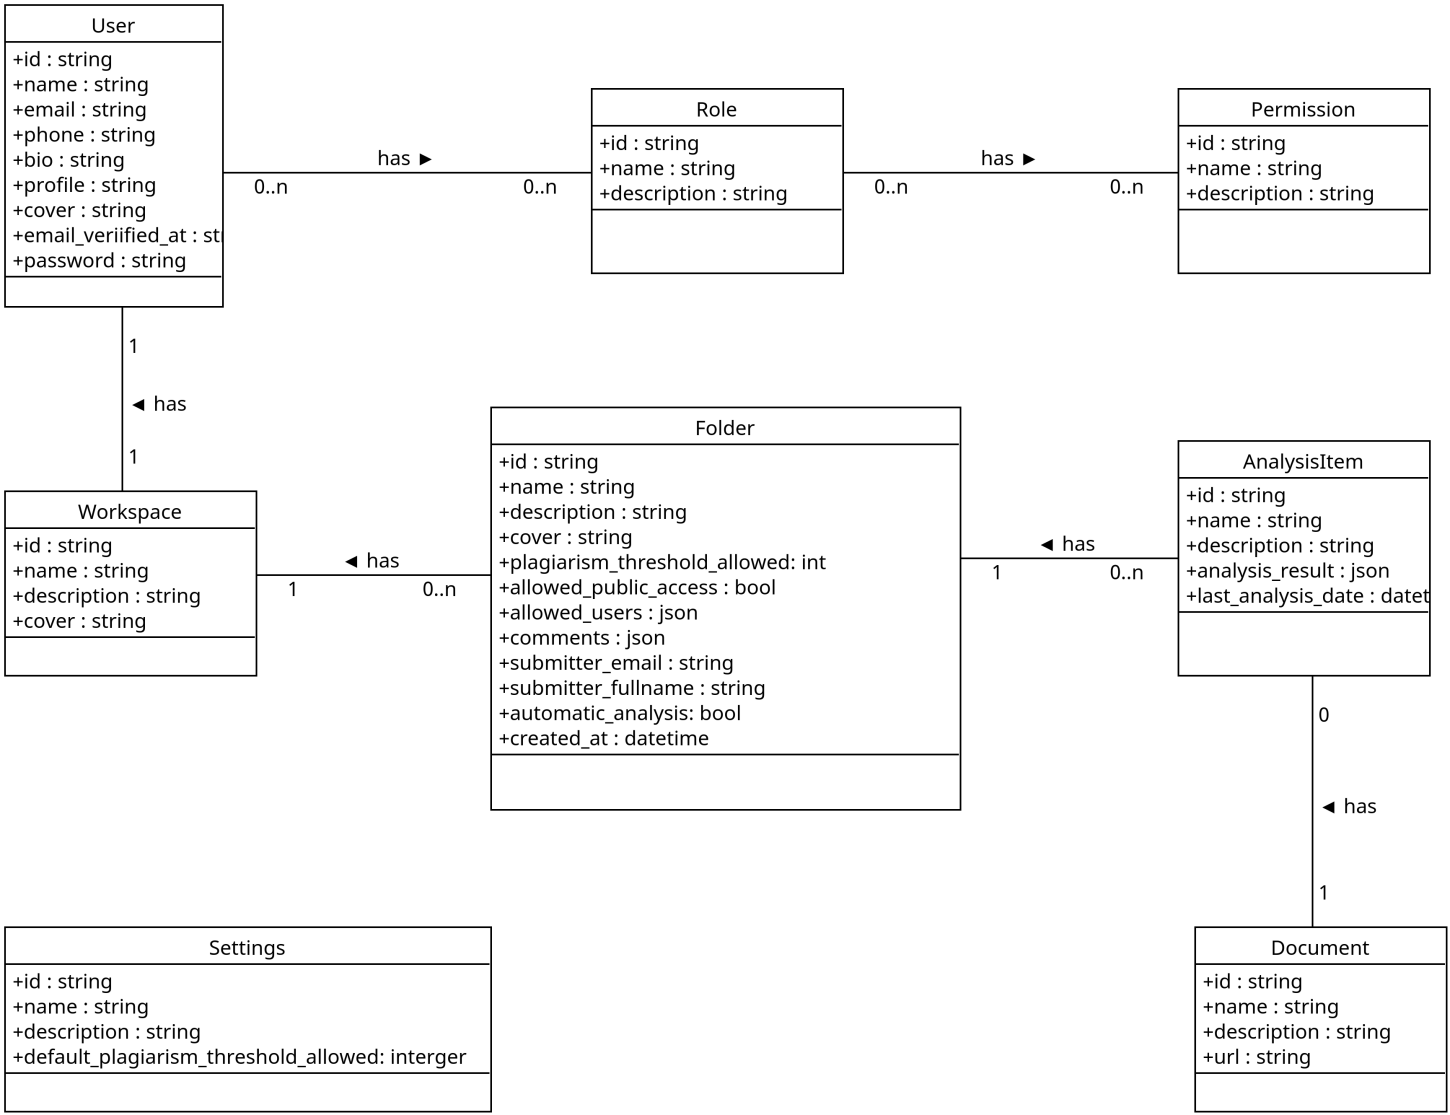 User
+id : string
+name : string
+email : string
+phone : string
+bio : string
+profile : string
+cover : string
+email_veriified_at : str
+password : string
has ►
0..n
0..n
Role
+id : string
+name : string
+description : string
has ►
0..n
0..n
Permission
+id : string
+name : string
+description : string
1
◄ has
1
Workspace
+id : string
+name : string
+description : string
+cover : string
◄ has
1
0..n
Folder
+id : string
+name : string
+description : string
+cover : string
+plagiarism_threshold_allowed: int
+allowed_public_access : bool
+allowed_users : json
+comments : json
+submitter_email : string
+submitter_fullname : string
+automatic_analysis: bool
+created_at : datetime
◄ has
1
0..n
AnalysisItem
+id : string
+name : string
+description : string
+analysis_result : json
+last_analysis_date : datet
0
◄ has
1
Settings
+id : string
+name : string
+description : string
+default_plagiarism_threshold_allowed: interger
Document
+id : string
+name : string
+description : string
+url : string